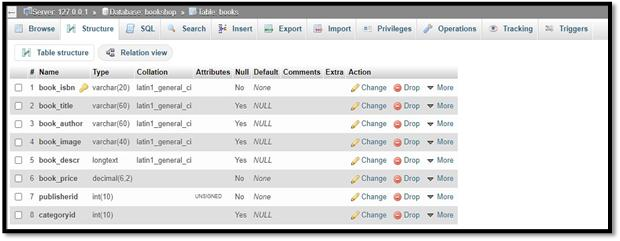 Server: 127.0.0.1 » Database: bookshop » Table: books
Browse Structure SQL Search Insert Export Import Privileges Operations Tracking Triggers
Table structure Relation view
# Name Type Collation Attributes Null Default Comments Extra Action
1 book_isbn varchar(20) latin1_general_ci No None Change Drop More
2 book_title varchar(60) latin1_general_ci Yes NULL Change Drop More
3 book_author varchar(60) latin1_general_ci Yes NULL Change Drop More
4 book_image varchar(40) latin1_general_ci Yes NULL Change Drop More
5 book_descr longtext latin1_general_ci Yes NULL Change Drop More
6 book_price decimal(6,2) No None Change Drop More
7 publisherid int(10) UNSIGNED No None Change Drop More
8 categoryid int(10) Yes NULL Change Drop More